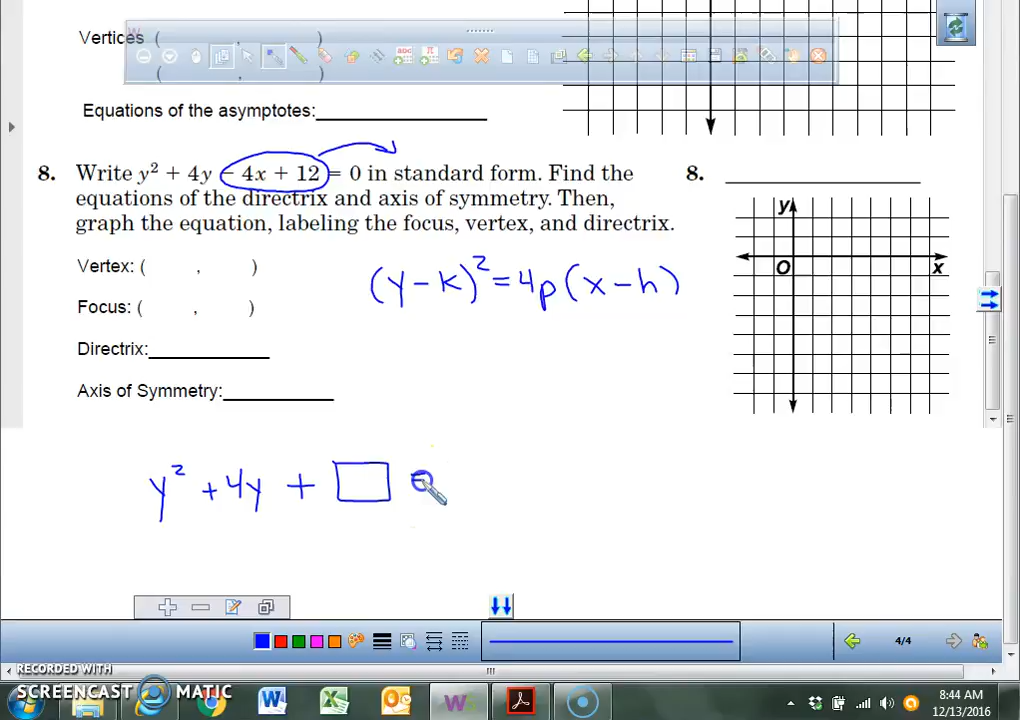 Vertices ( )
( , )
Equations of the asymptotes:
8. Write y² + 4y − 4x + 12 = 0 in standard form. Find the
equations of the directrix and axis of symmetry. Then,
graph the equation, labeling the focus, vertex, and directrix.
8.
Vertex: ( , )
Focus: ( , )
Directrix:
Axis of Symmetry:
(y − k)² = 4p(x − h)
y
O
x
y² + 4y + □ =
4/4
RECORDED WITH
SCREENCAST MATIC
8:44 AM
12/13/2016